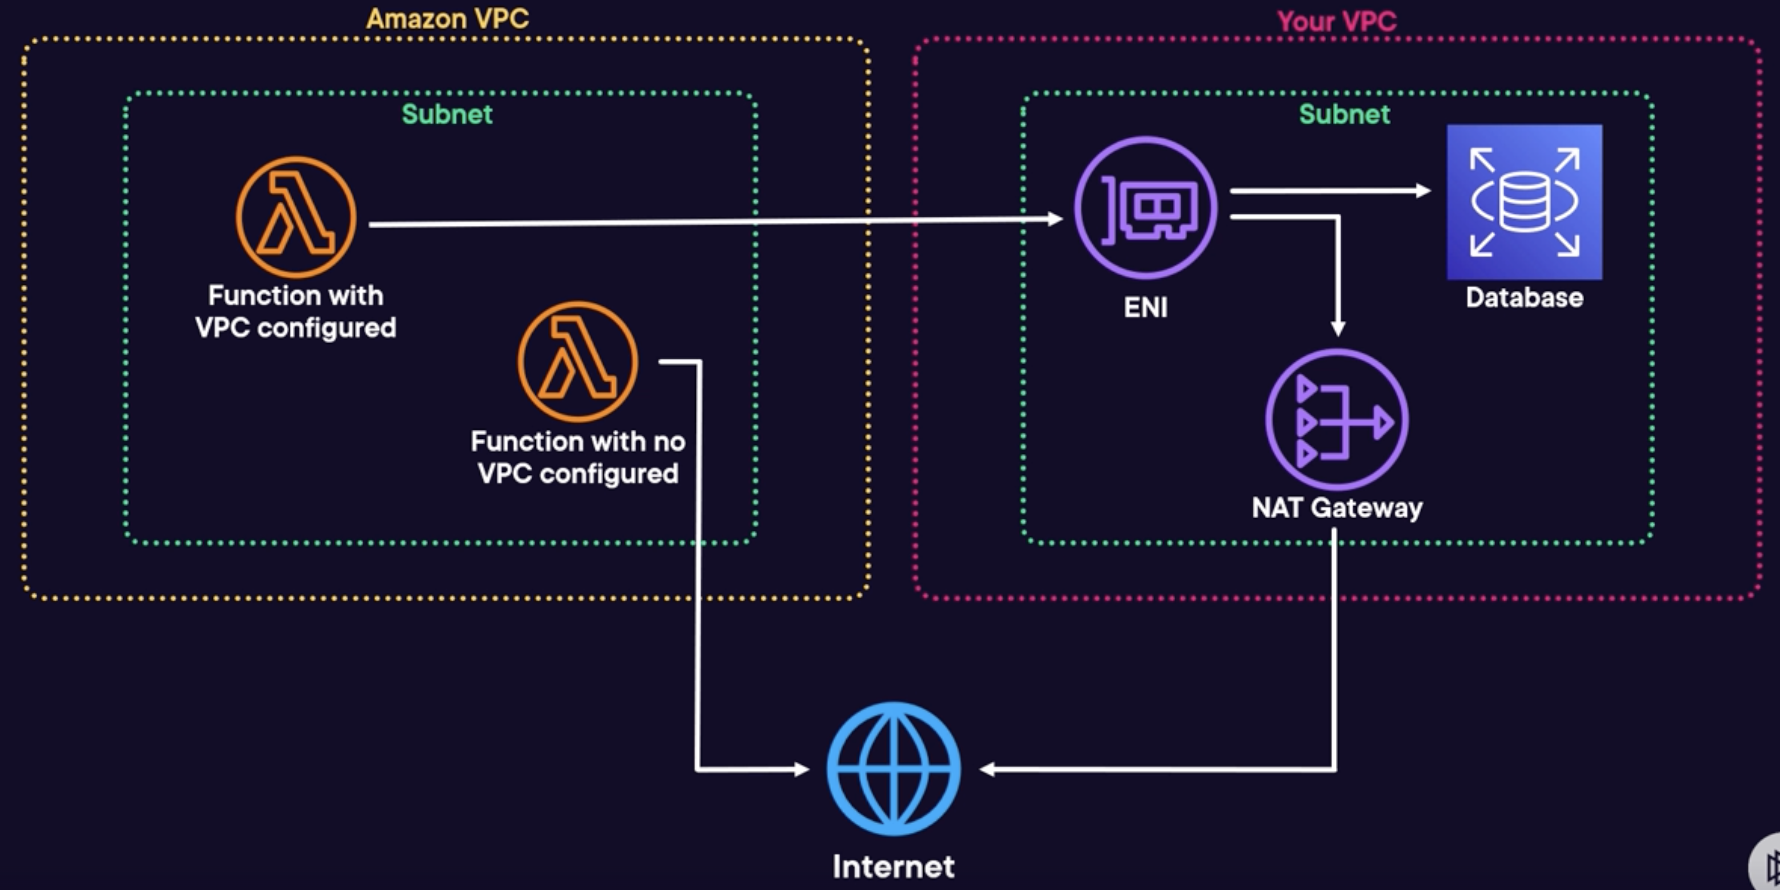 Amazon VPC
Your VPC
Subnet
Subnet
Function with
VPC configured
ENI
Database
Function with no
VPC configured
NAT Gateway
Internet